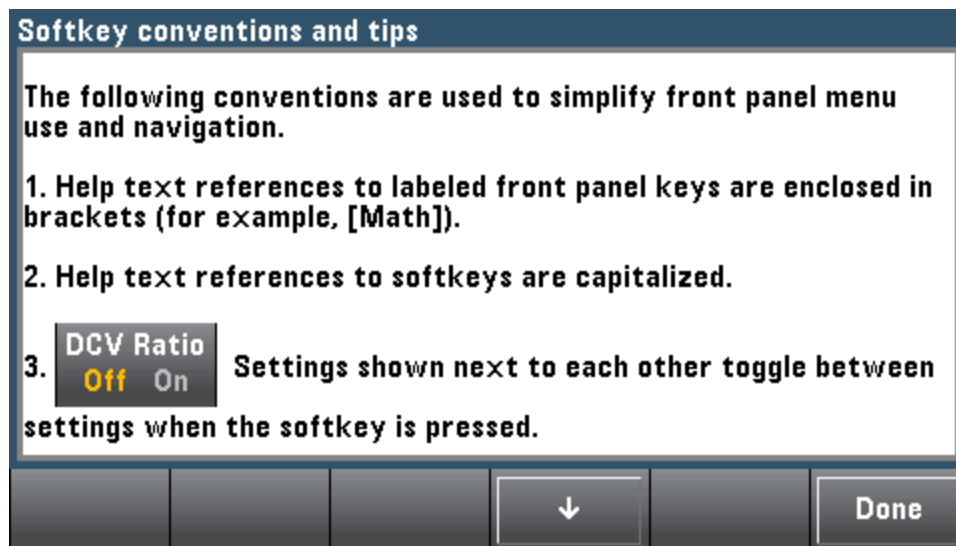 Softkey conventions and tips
The following conventions are used to simplify front panel menu
use and navigation.
1. Help text references to labeled front panel keys are enclosed in
brackets (for example, [Math]).
2. Help text references to softkeys are capitalized.
DCV Ratio
3. Off On Settings shown next to each other toggle between
settings when the softkey is pressed.
↓ Done